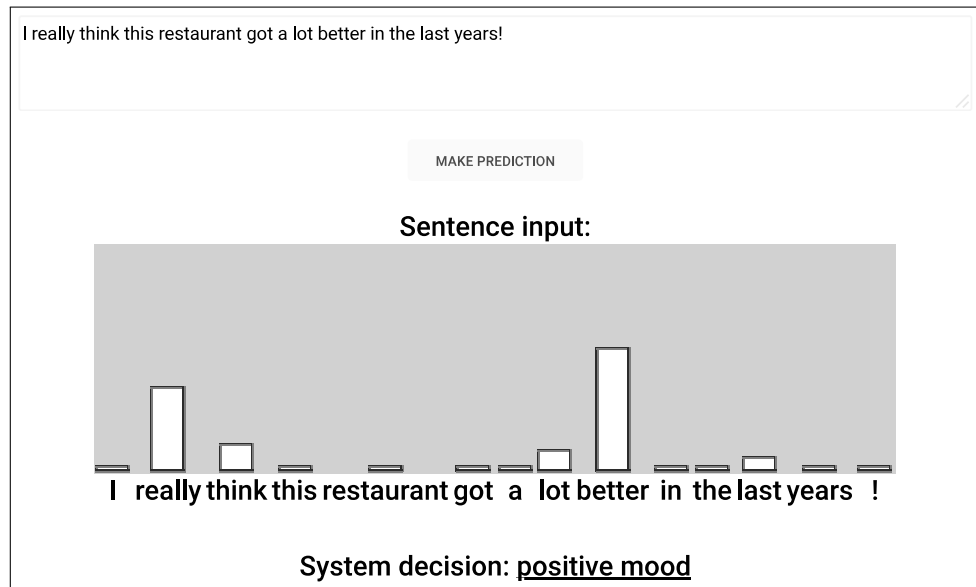 I really think this restaurant got a lot better in the last years!
MAKE PREDICTION
Sentence input:
I really think this restaurant got a lot better in the last years !
System decision: positive mood